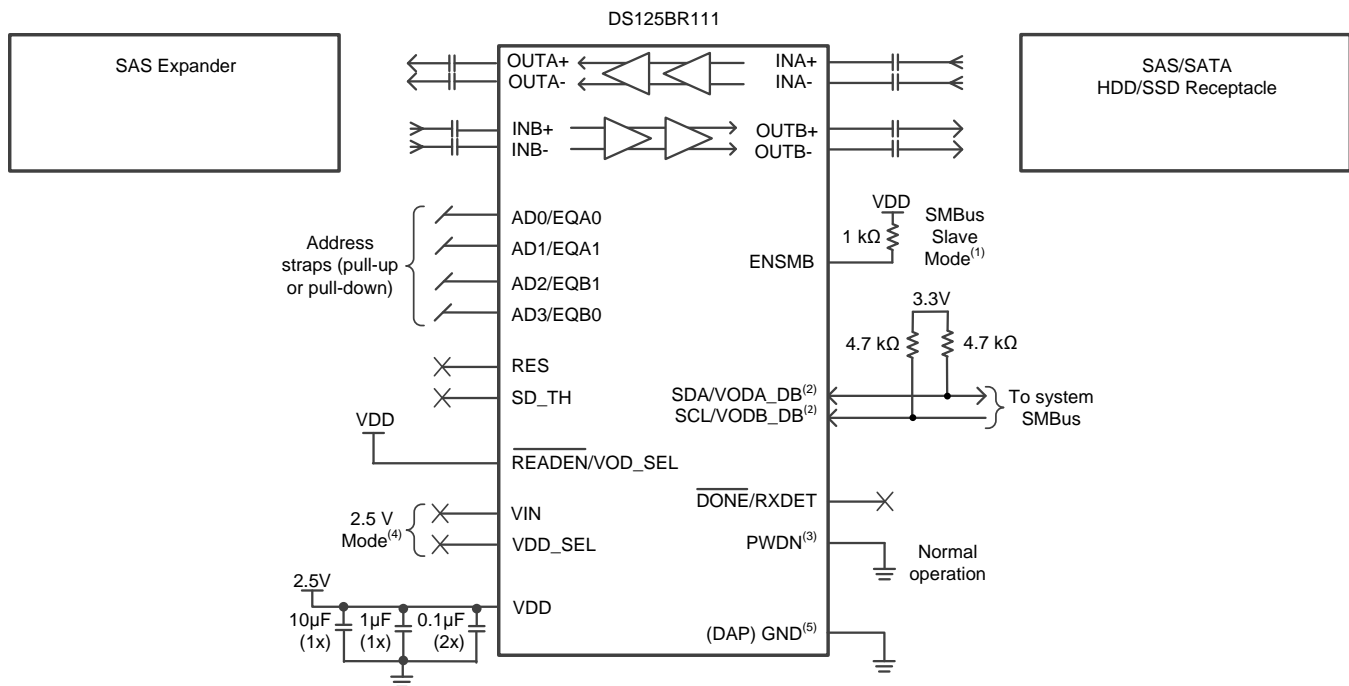 DS125BR111
SAS Expander
SAS/SATA
HDD/SSD Receptacle
OUTA+
OUTA-
INA+
INA-
INB+
INB-
OUTB+
OUTB-
Address
straps (pull-up
or pull-down)
AD0/EQA0
AD1/EQA1
AD2/EQB1
AD3/EQB0
VDD
1 kΩ
SMBus
Slave
Mode(1)
ENSMB
3.3V
4.7 kΩ
4.7 kΩ
RES
SD_TH
SDA/VODA_DB(2)
SCL/VODB_DB(2)
To system
SMBus
VDD
READEN/VOD_SEL
2.5 V
Mode(4)
VIN
VDD_SEL
DONE/RXDET
PWDN(3)
Normal
operation
2.5V
VDD
10µF
(1x)
1µF
(1x)
0.1µF
(2x)
(DAP) GND(5)